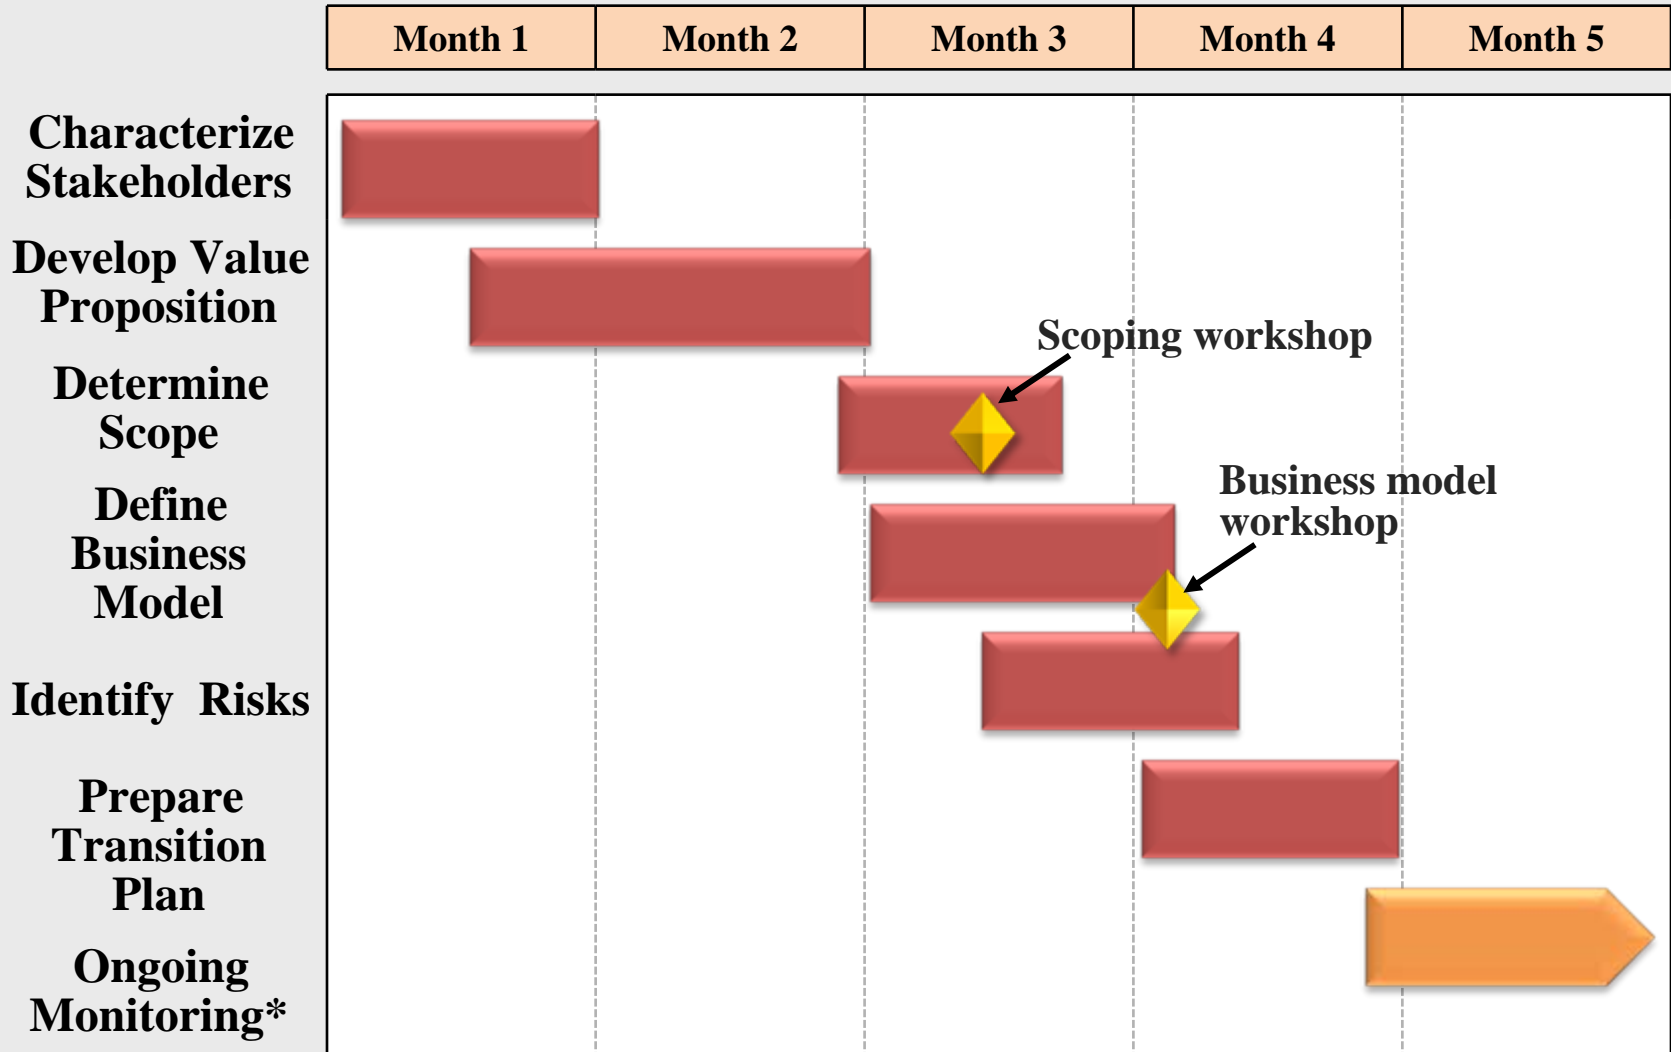 Month 1
Month 2
Month 3
Month 4
Month 5
Characterize
Stakeholders
Develop Value
Proposition
Scoping workshop
Determine
Scope
Business model
workshop
Define
Business
Model
Identify  Risks
Prepare
Transition
Plan
Ongoing
Monitoring*